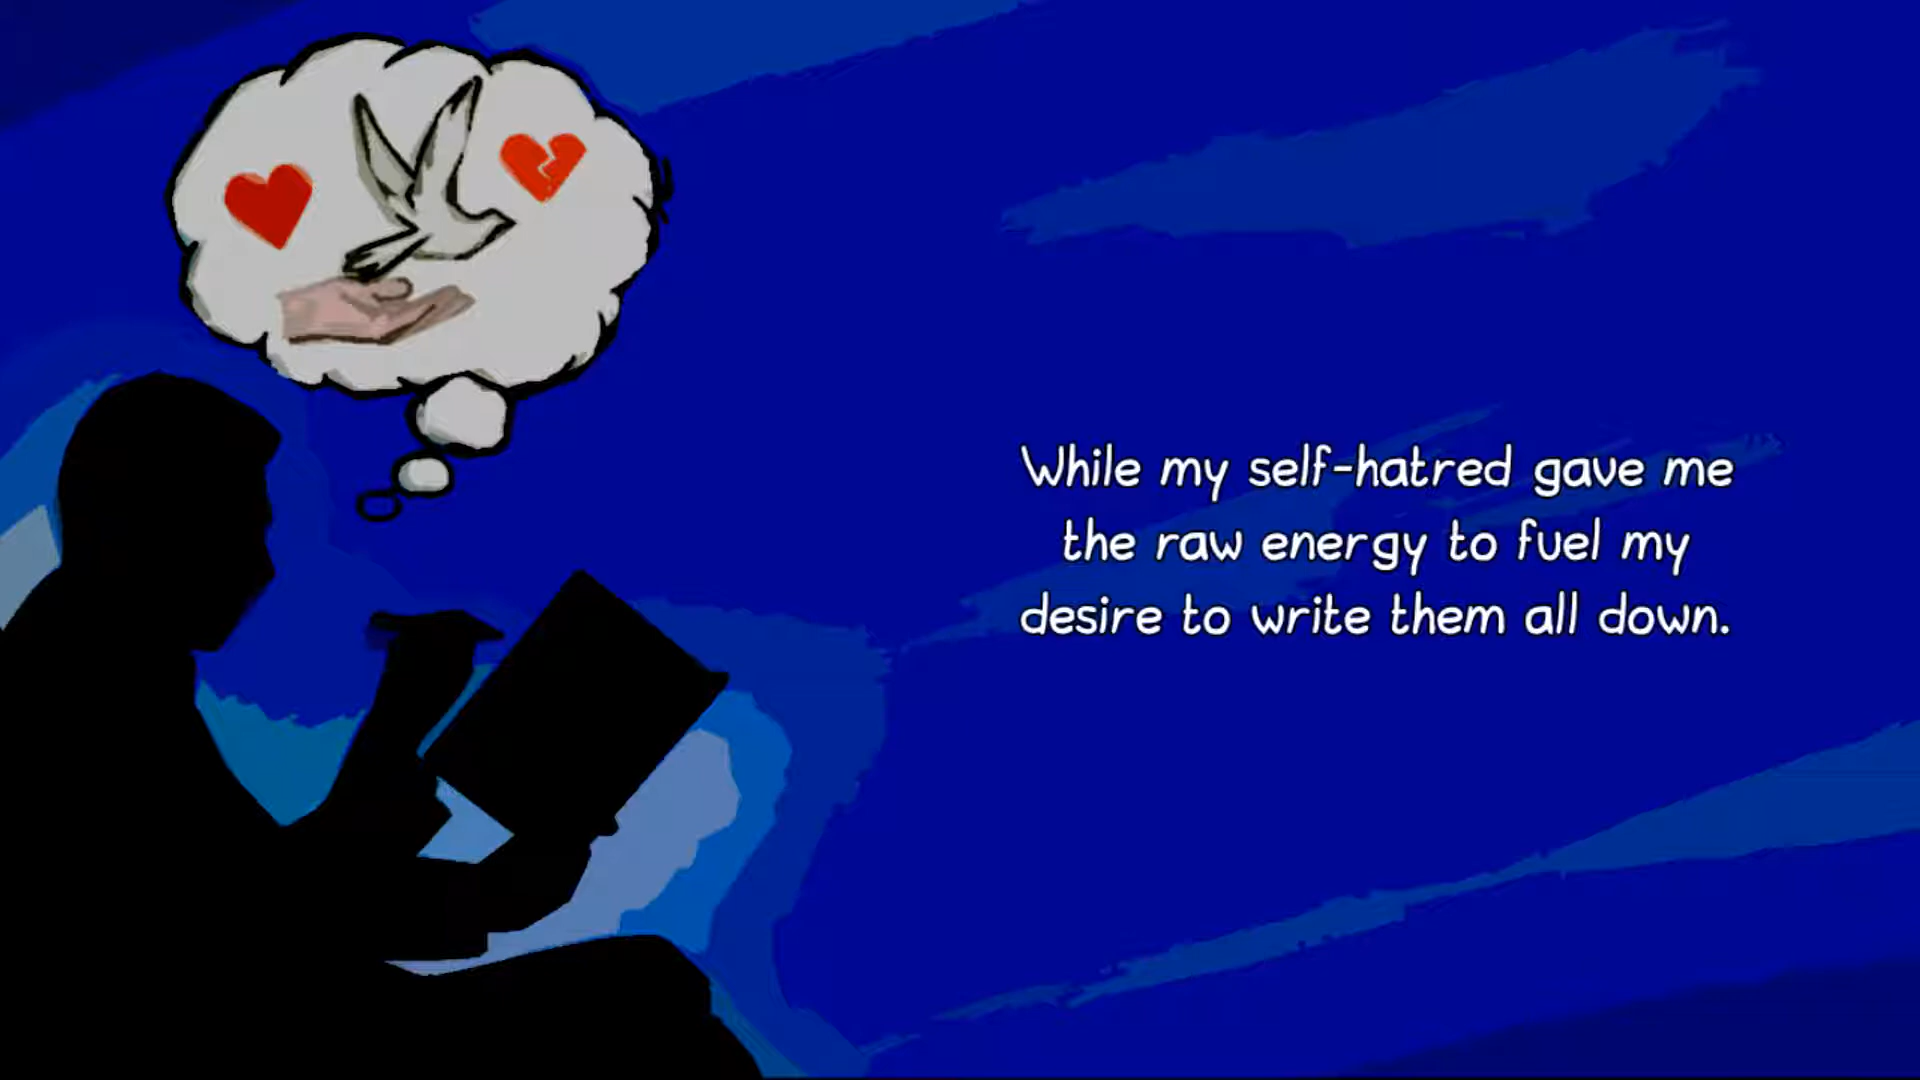 While my self-hatred gave me
the raw energy to fuel my
desire to write them all down.